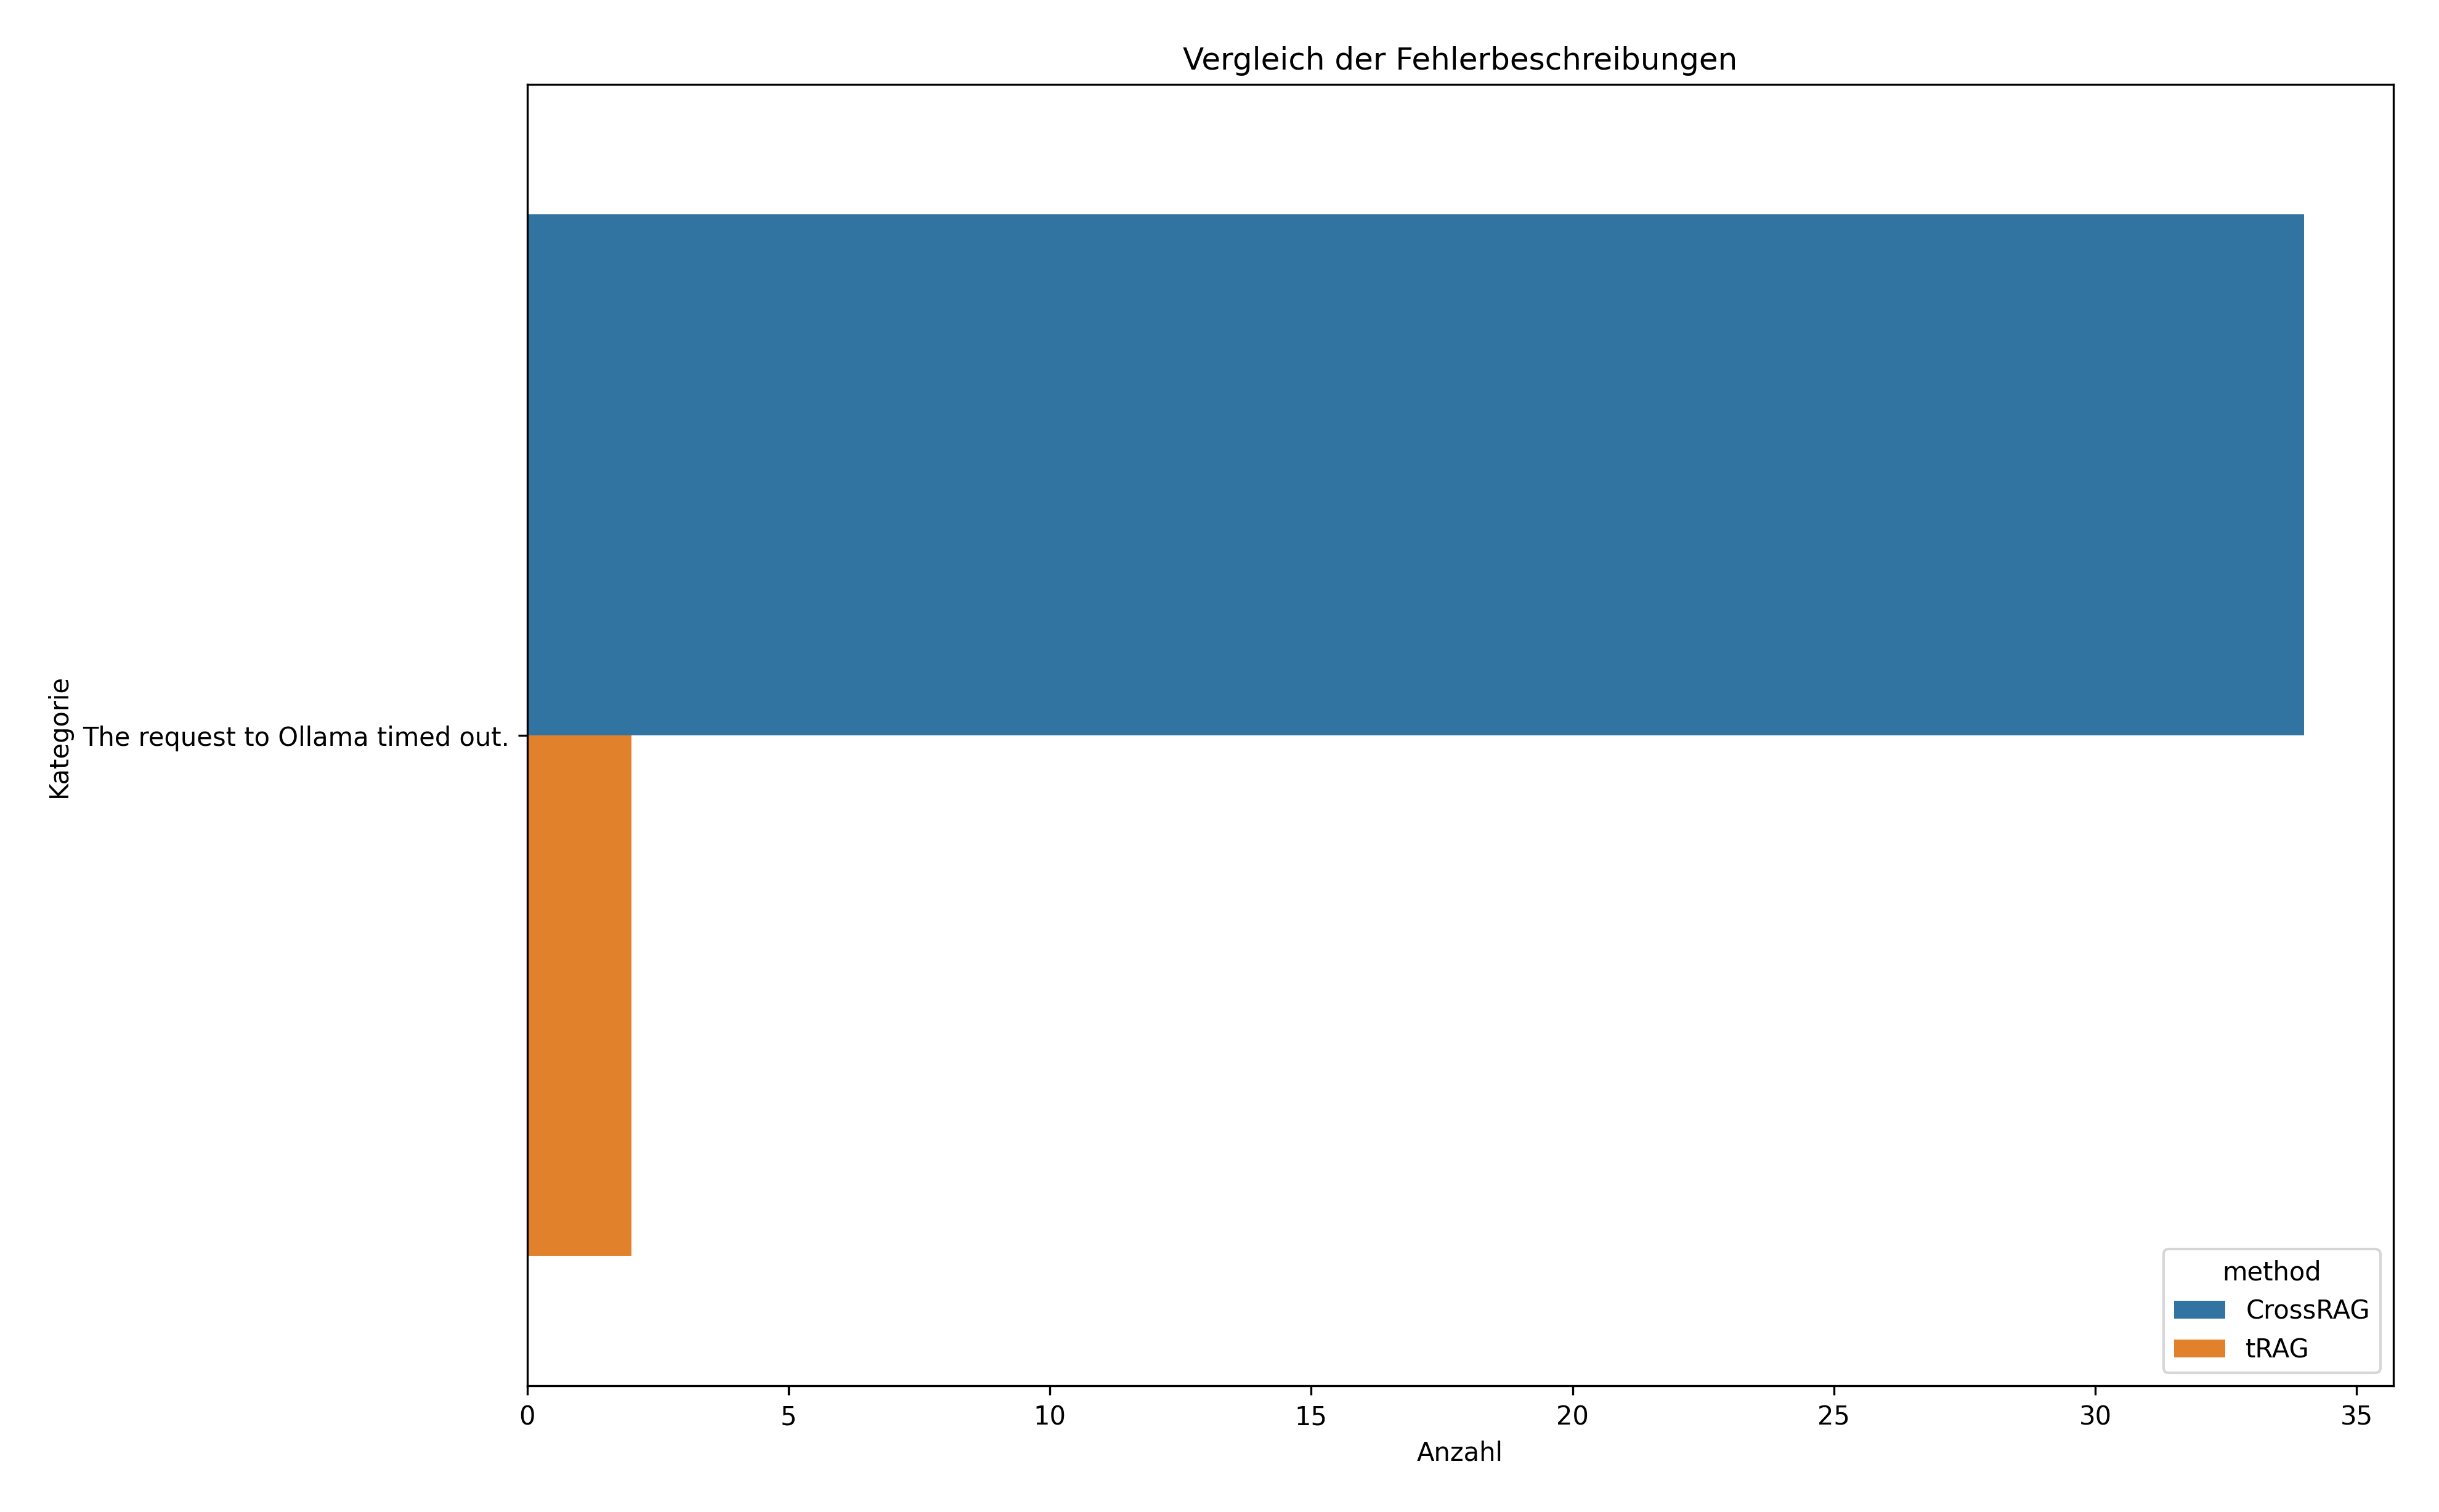 Vergleich der Fehlerbeschreibungen
Kategorie
The request to Ollama timed out.
method
CrossRAG
tRAG
0 5 10 15 20 25 30 35
Anzahl